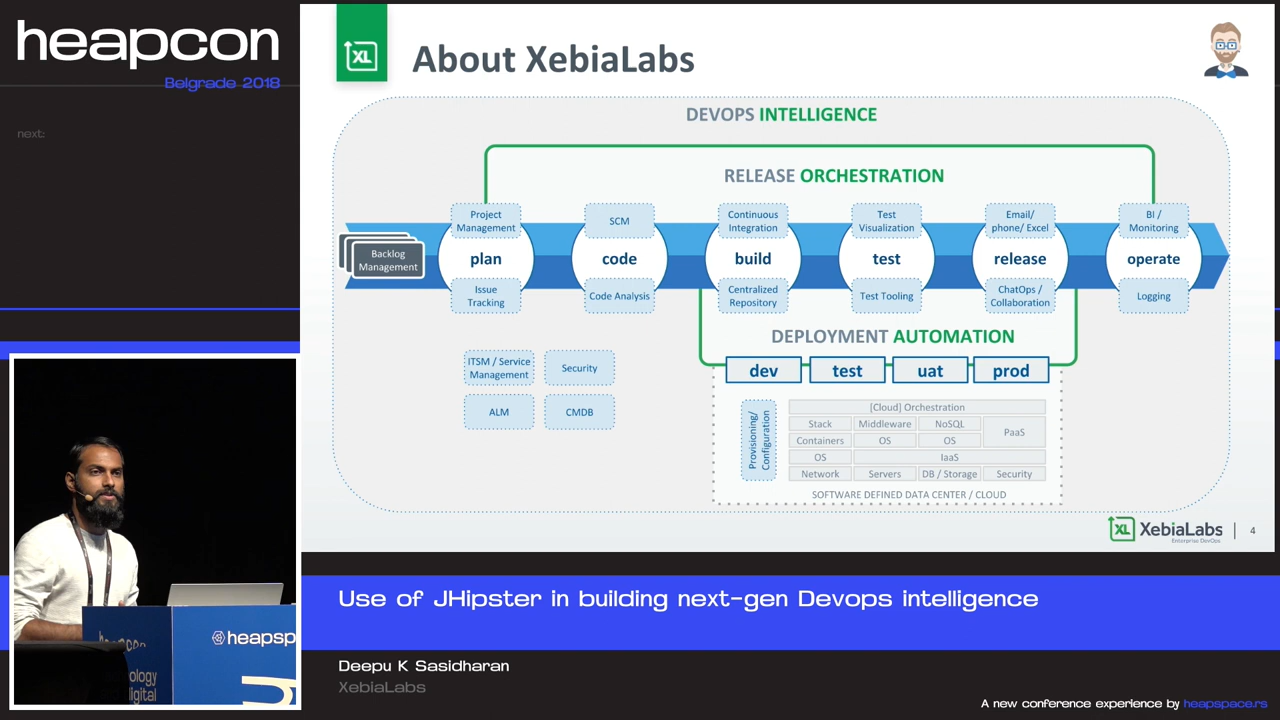 heapcon
Belgrade 2018
next:
XL
About XebiaLabs
DEVOPS INTELLIGENCE
RELEASE ORCHESTRATION
Project
Management
SCM
Continuous
Integration
Test
Visualization
Email/
phone/ Excel
BI /
Monitoring
Backlog
Management
plan
code
build
test
release
operate
Issue
Tracking
Code Analysis
Centralized
Repository
Test Tooling
ChatOps /
Collaboration
Logging
DEPLOYMENT AUTOMATION
dev
test
uat
prod
ITSM / Service
Management
Security
ALM
CMDB
Provisioning/
Configuration
[Cloud] Orchestration
Stack
Middleware
NoSQL
PaaS
Containers
OS
OS
OS
IaaS
Network
Servers
DB / Storage
Security
SOFTWARE DEFINED DATA CENTER / CLOUD
XL XebiaLabs
Enterprise DevOps
4
heapsp
Use of JHipster in building next-gen Devops intelligence
Deepu K Sasidharan
XebiaLabs
A new conference experience by heapspace.rs